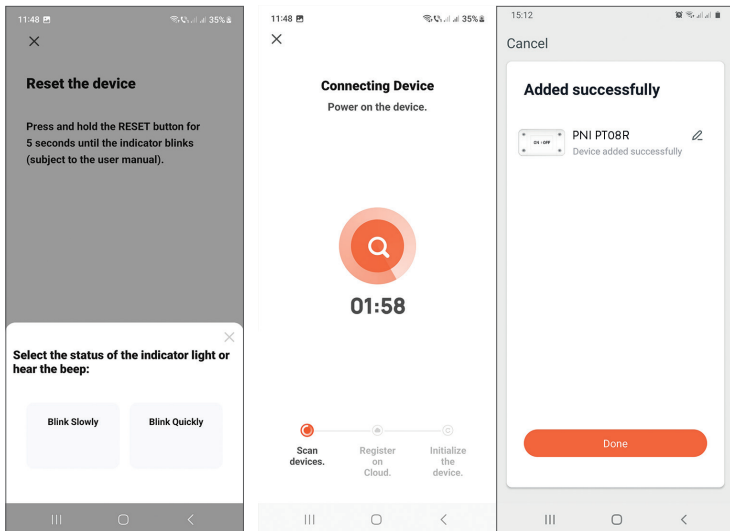 11:48
35%
Reset the device
Press and hold the RESET button for
5 seconds until the indicator blinks
(subject to the user manual).
Select the status of the indicator light or
hear the beep:
Blink Slowly
Blink Quickly
11:48
35%
Connecting Device
Power on the device.
01:58
Scan
devices.
Register
on
Cloud.
Initialize
the
device.
15:12
Cancel
Added successfully
ON / OFF
PNI PT08R
Device added successfully
Done